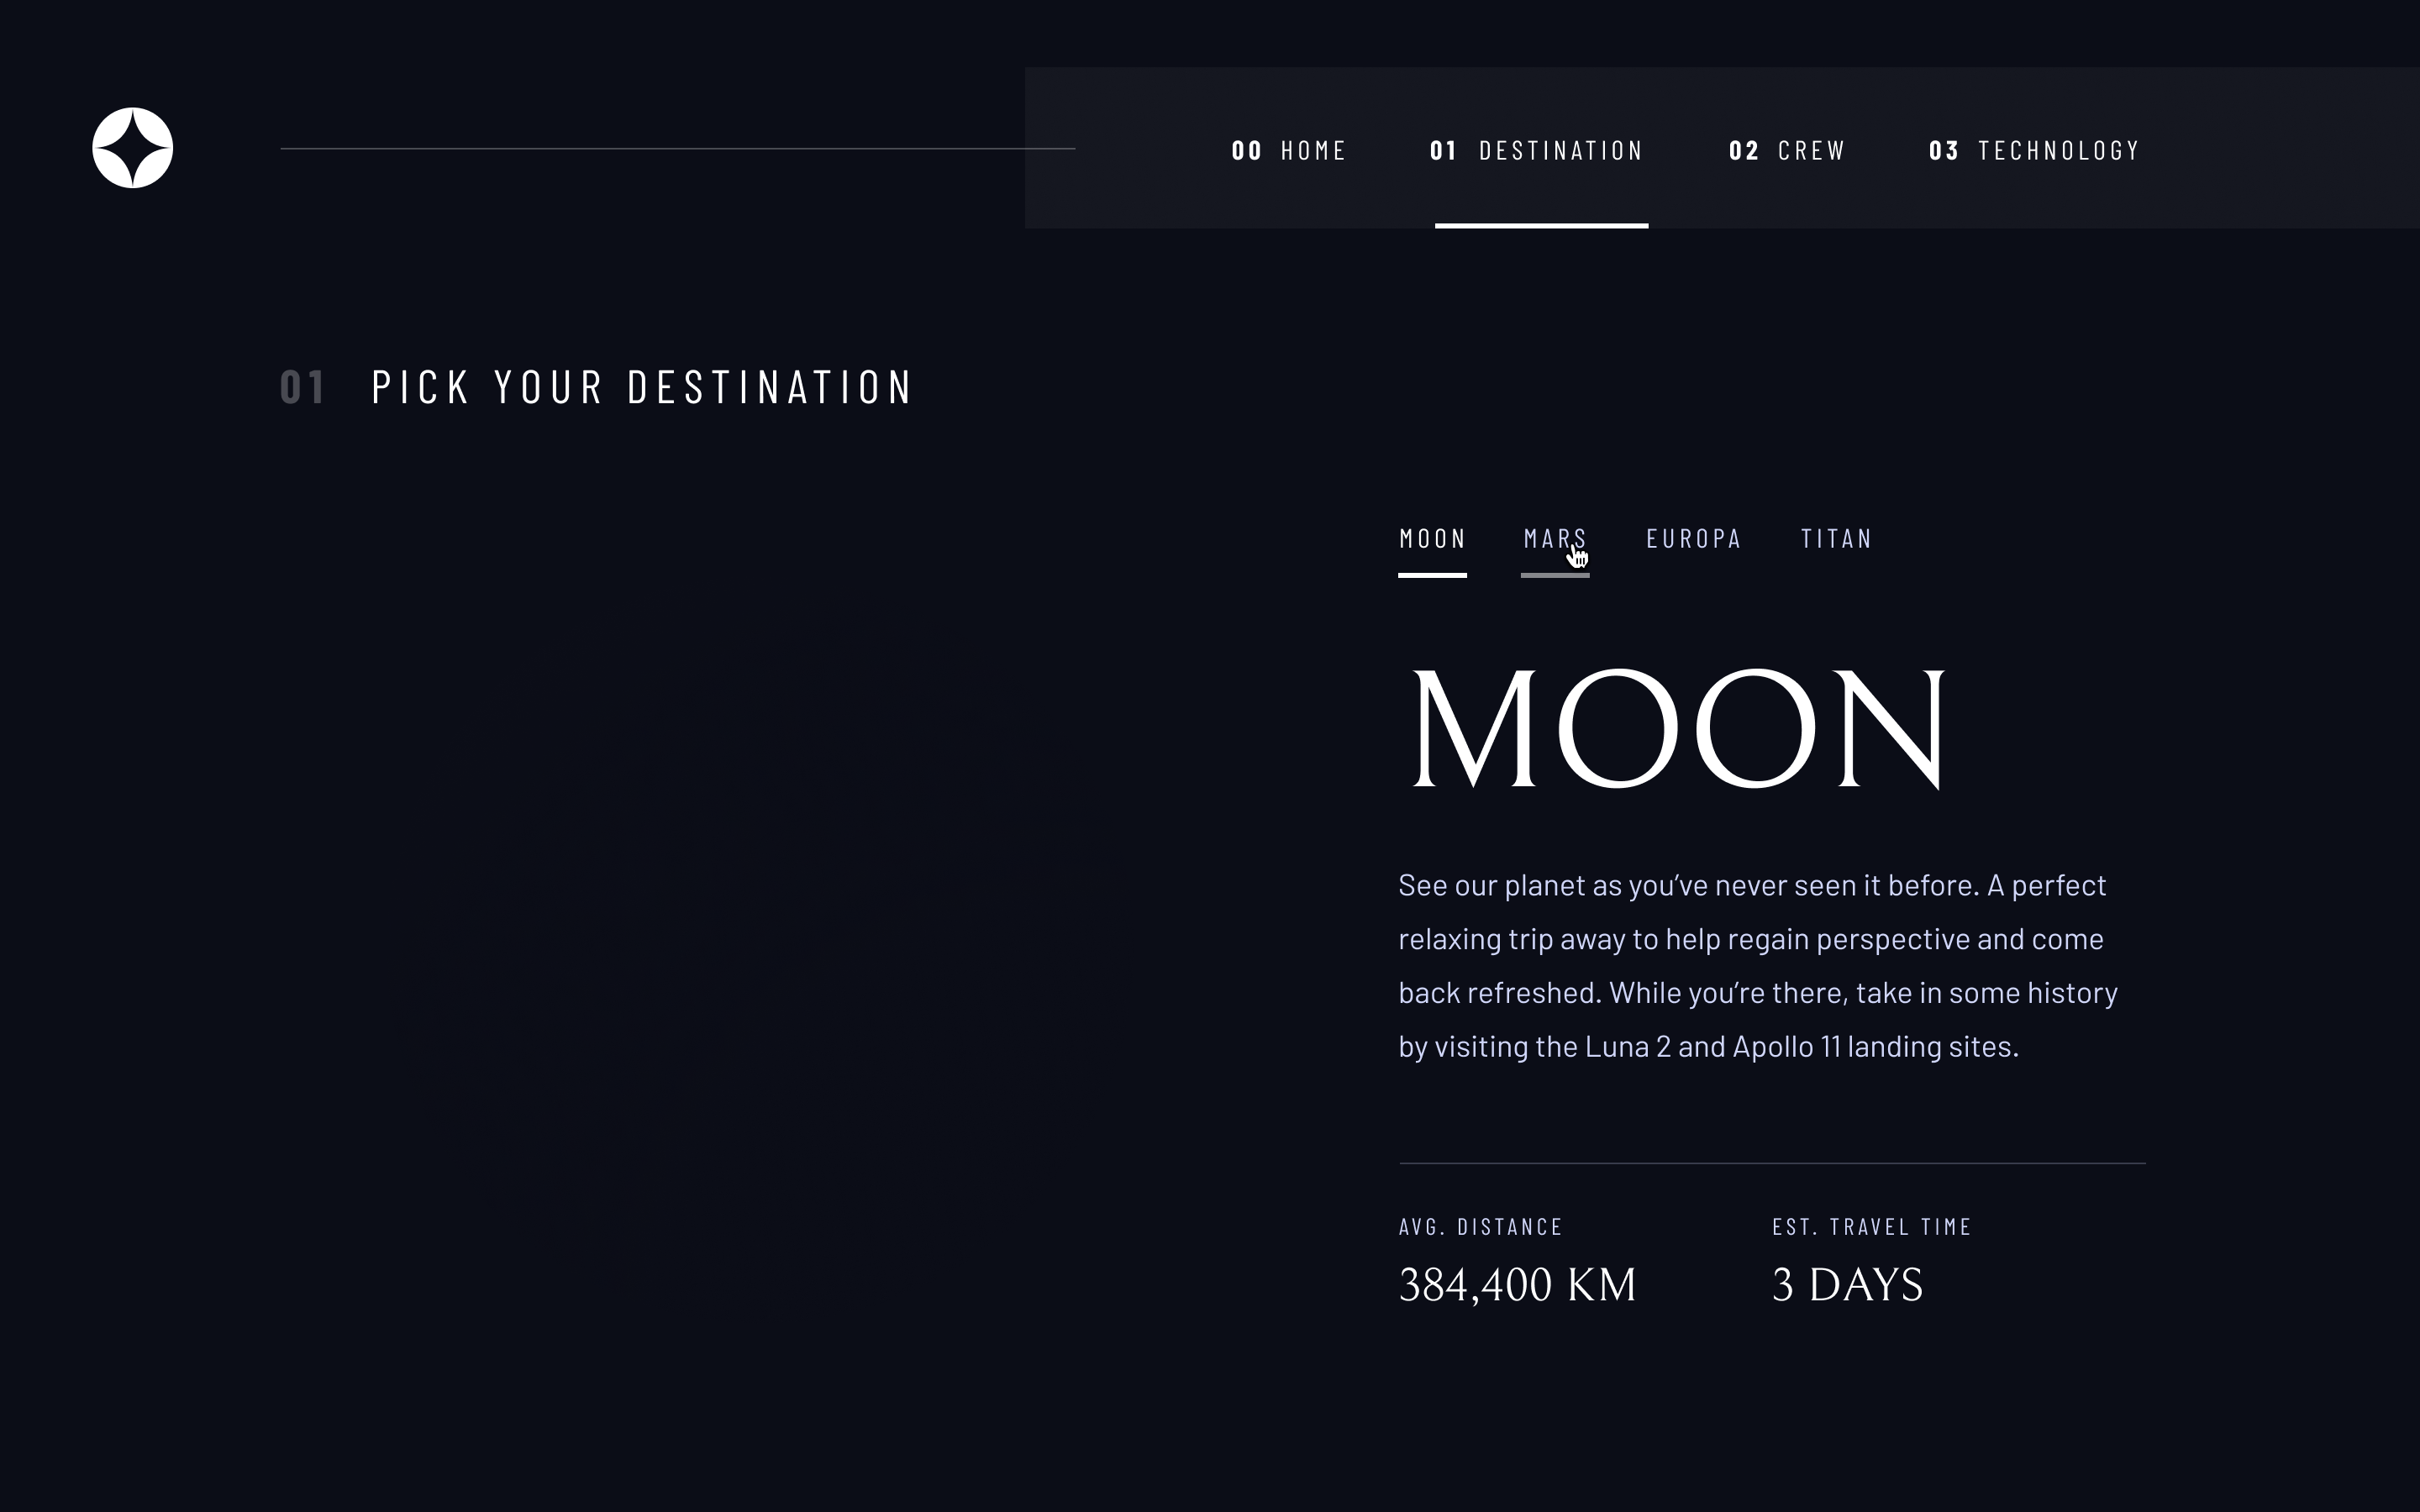 00 HOME 01 DESTINATION 02 CREW 03 TECHNOLOGY
01 PICK YOUR DESTINATION
MOON MARS EUROPA TITAN
MOON
See our planet as you’ve never seen it before. A perfect
relaxing trip away to help regain perspective and come
back refreshed. While you’re there, take in some history
by visiting the Luna 2 and Apollo 11 landing sites.
AVG. DISTANCE
384,400 KM
EST. TRAVEL TIME
3 DAYS